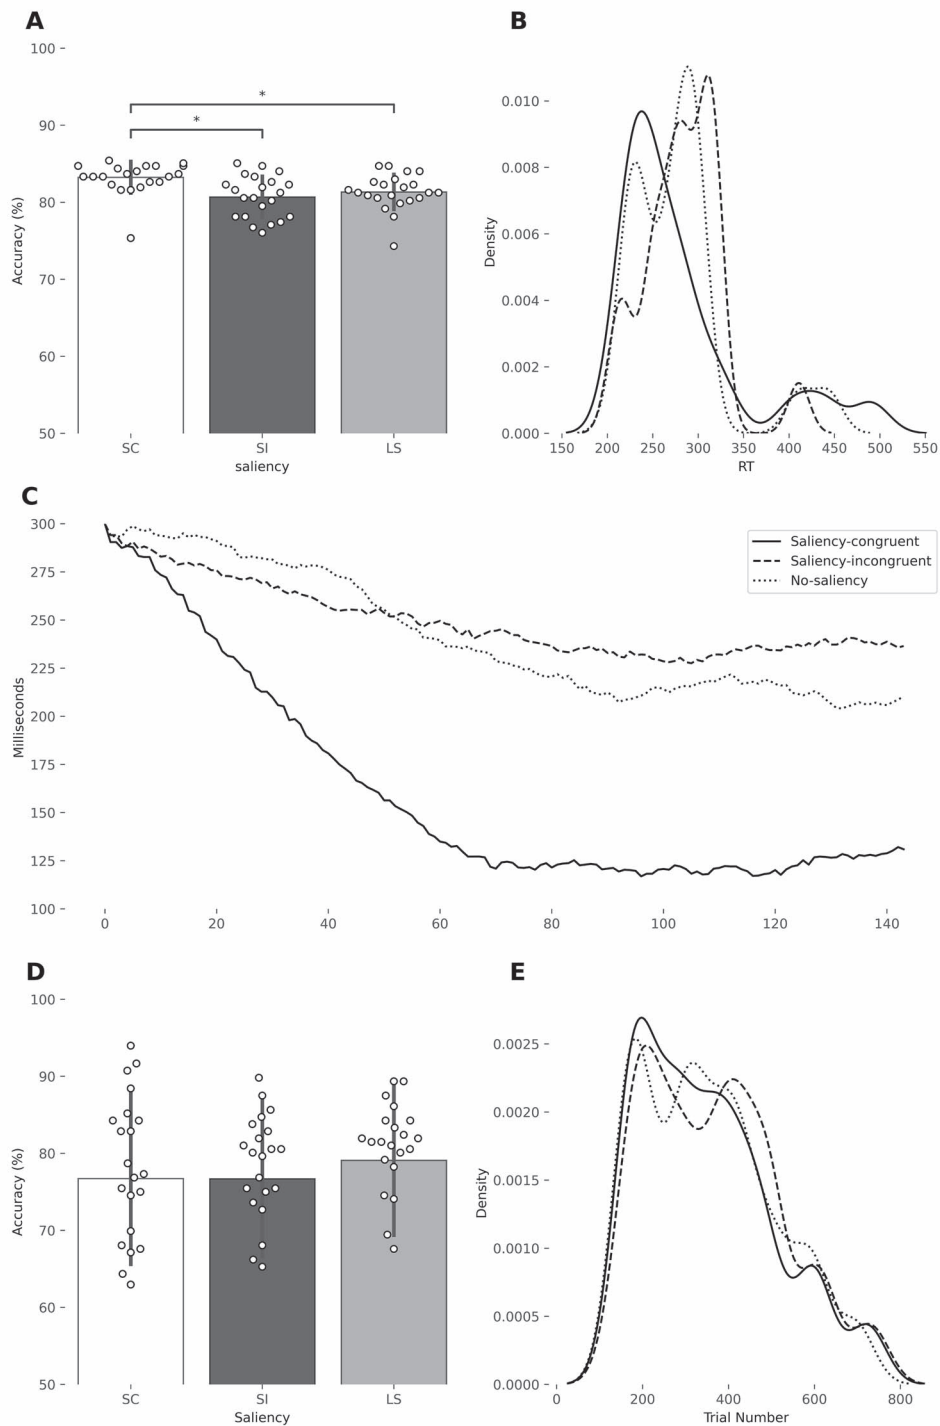 A
100
90
80
70
60
50
Accuracy (%)
*
*
SC
SI
LS
saliency
B
0.010
0.008
0.006
0.004
0.002
0.000
Density
150
200
250
300
350
400
450
500
550
RT
C
300
275
250
225
200
175
150
125
100
Milliseconds
0
20
40
60
80
100
120
140
Saliency-congruent
Saliency-incongruent
No-saliency
D
100
90
80
70
60
50
Accuracy (%)
SC
SI
LS
Saliency
E
0.0025
0.0020
0.0015
0.0010
0.0005
0.0000
Density
0
200
400
600
800
Trial Number